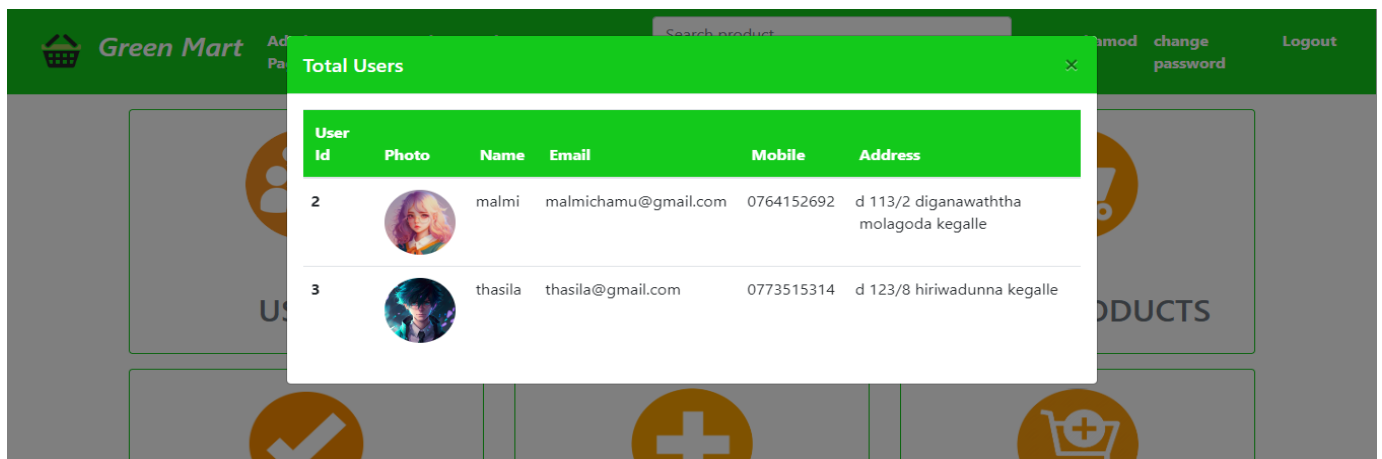 Green Mart
change
password
Logout
Total Users
×
User
Id Photo Name Email Mobile Address
2 malmi malmichamu@gmail.com 0764152692 d 113/2 diganawaththa
molagoda kegalle
3 thasila thasila@gmail.com 0773515314 d 123/8 hiriwadunna kegalle